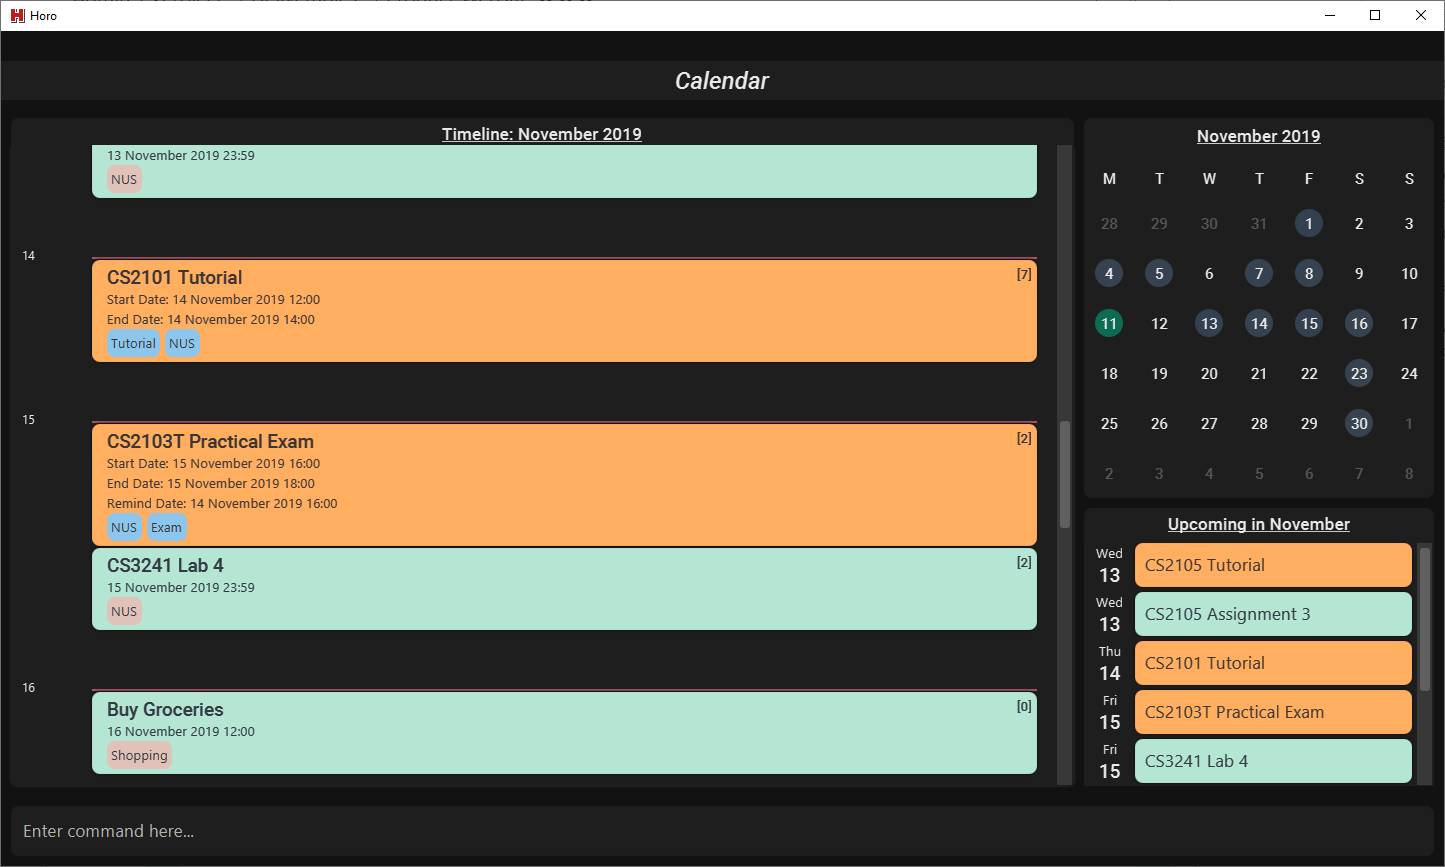 Horo
Calendar
Timeline: November 2019
13 November 2019 23:59
NUS
14
CS2101 Tutorial
[7]
Start Date: 14 November 2019 12:00
End Date: 14 November 2019 14:00
Tutorial NUS
15
CS2103T Practical Exam
[2]
Start Date: 15 November 2019 16:00
End Date: 15 November 2019 18:00
Remind Date: 14 November 2019 16:00
NUS Exam
CS3241 Lab 4
[2]
15 November 2019 23:59
NUS
16
Buy Groceries
[0]
16 November 2019 12:00
Shopping
November 2019
M T W T F S S
28 29 30 31 1 2 3
4 5 6 7 8 9 10
11 12 13 14 15 16 17
18 19 20 21 22 23 24
25 26 27 28 29 30 1
2 3 4 5 6 7 8
Upcoming in November
Wed
13
CS2105 Tutorial
Wed
13
CS2105 Assignment 3
Thu
14
CS2101 Tutorial
Fri
15
CS2103T Practical Exam
Fri
15
CS3241 Lab 4
Enter command here...